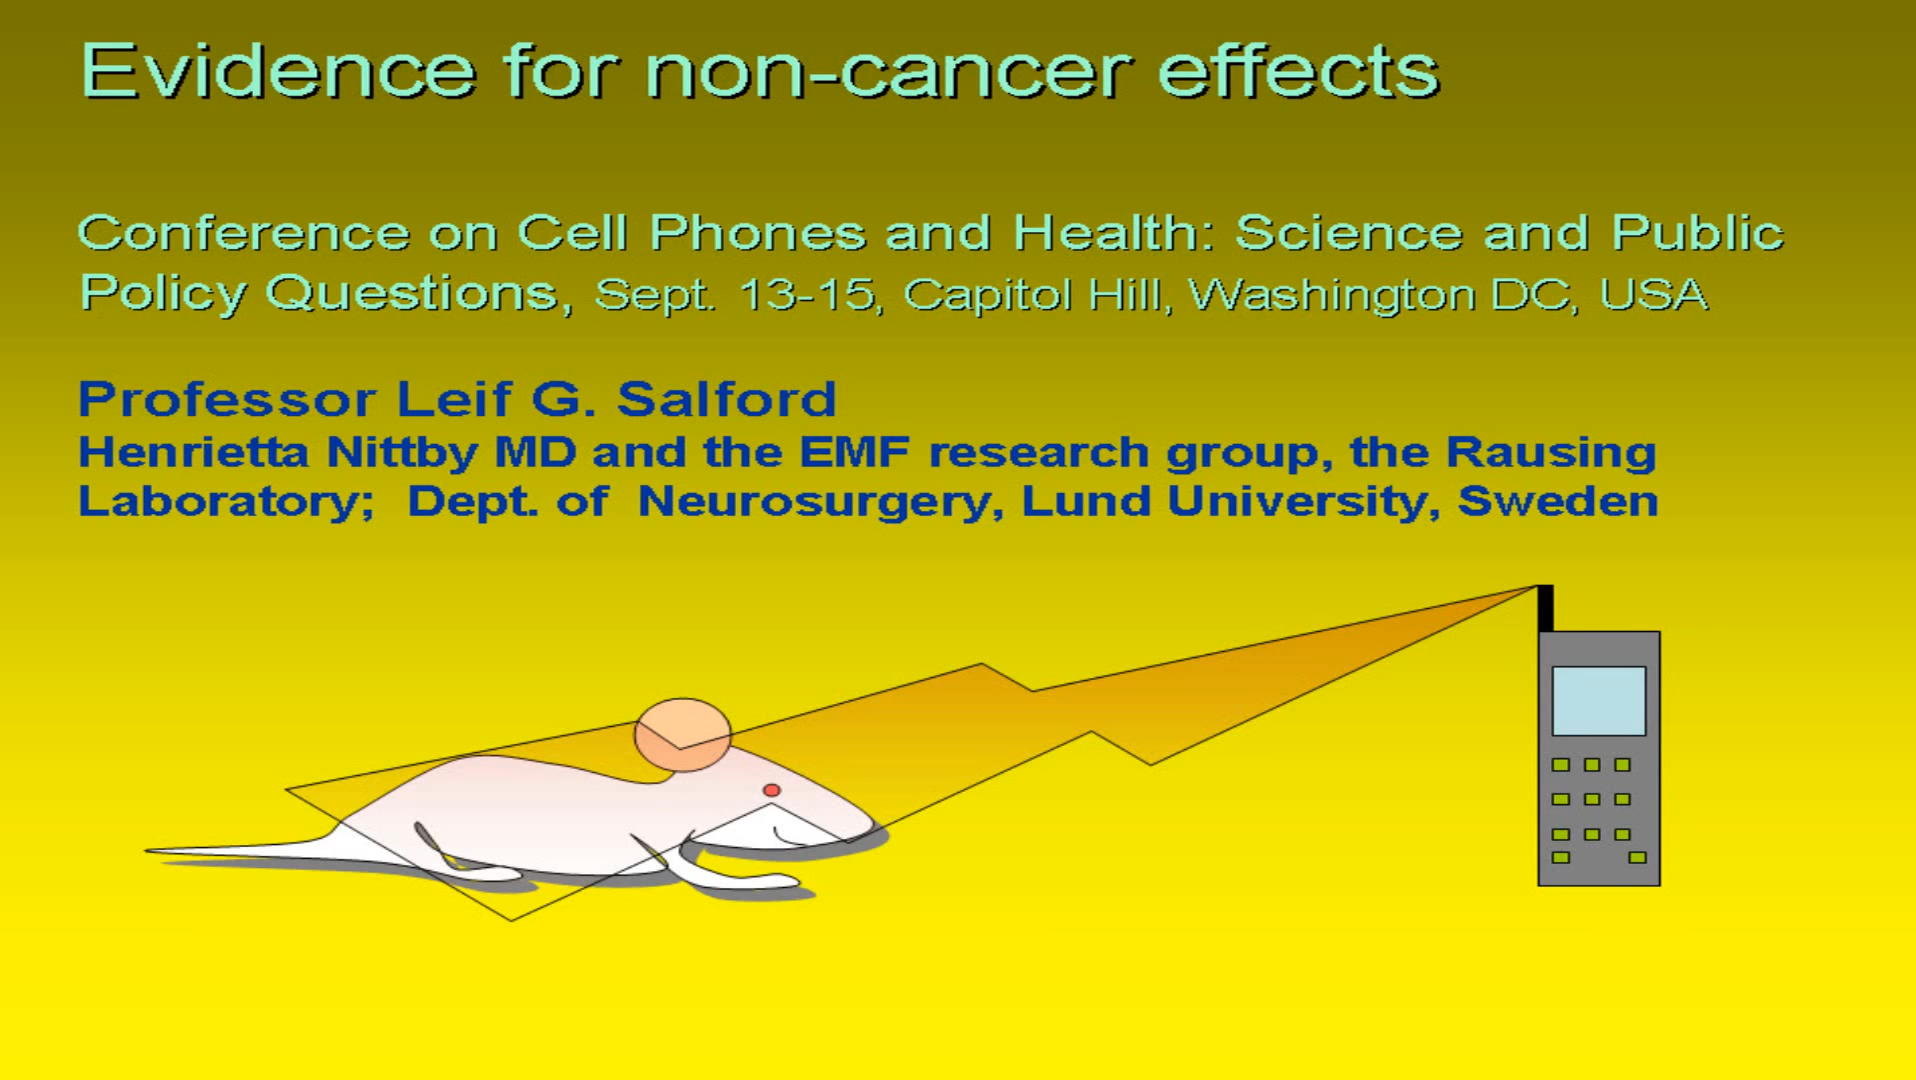 Evidence for non-cancer effects
Conference on Cell Phones and Health: Science and Public
Policy Questions, Sept. 13-15, Capitol Hill, Washington DC, USA
Professor Leif G. Salford
Henrietta Nittby MD and the EMF research group, the Rausing
Laboratory; Dept. of Neurosurgery, Lund University, Sweden